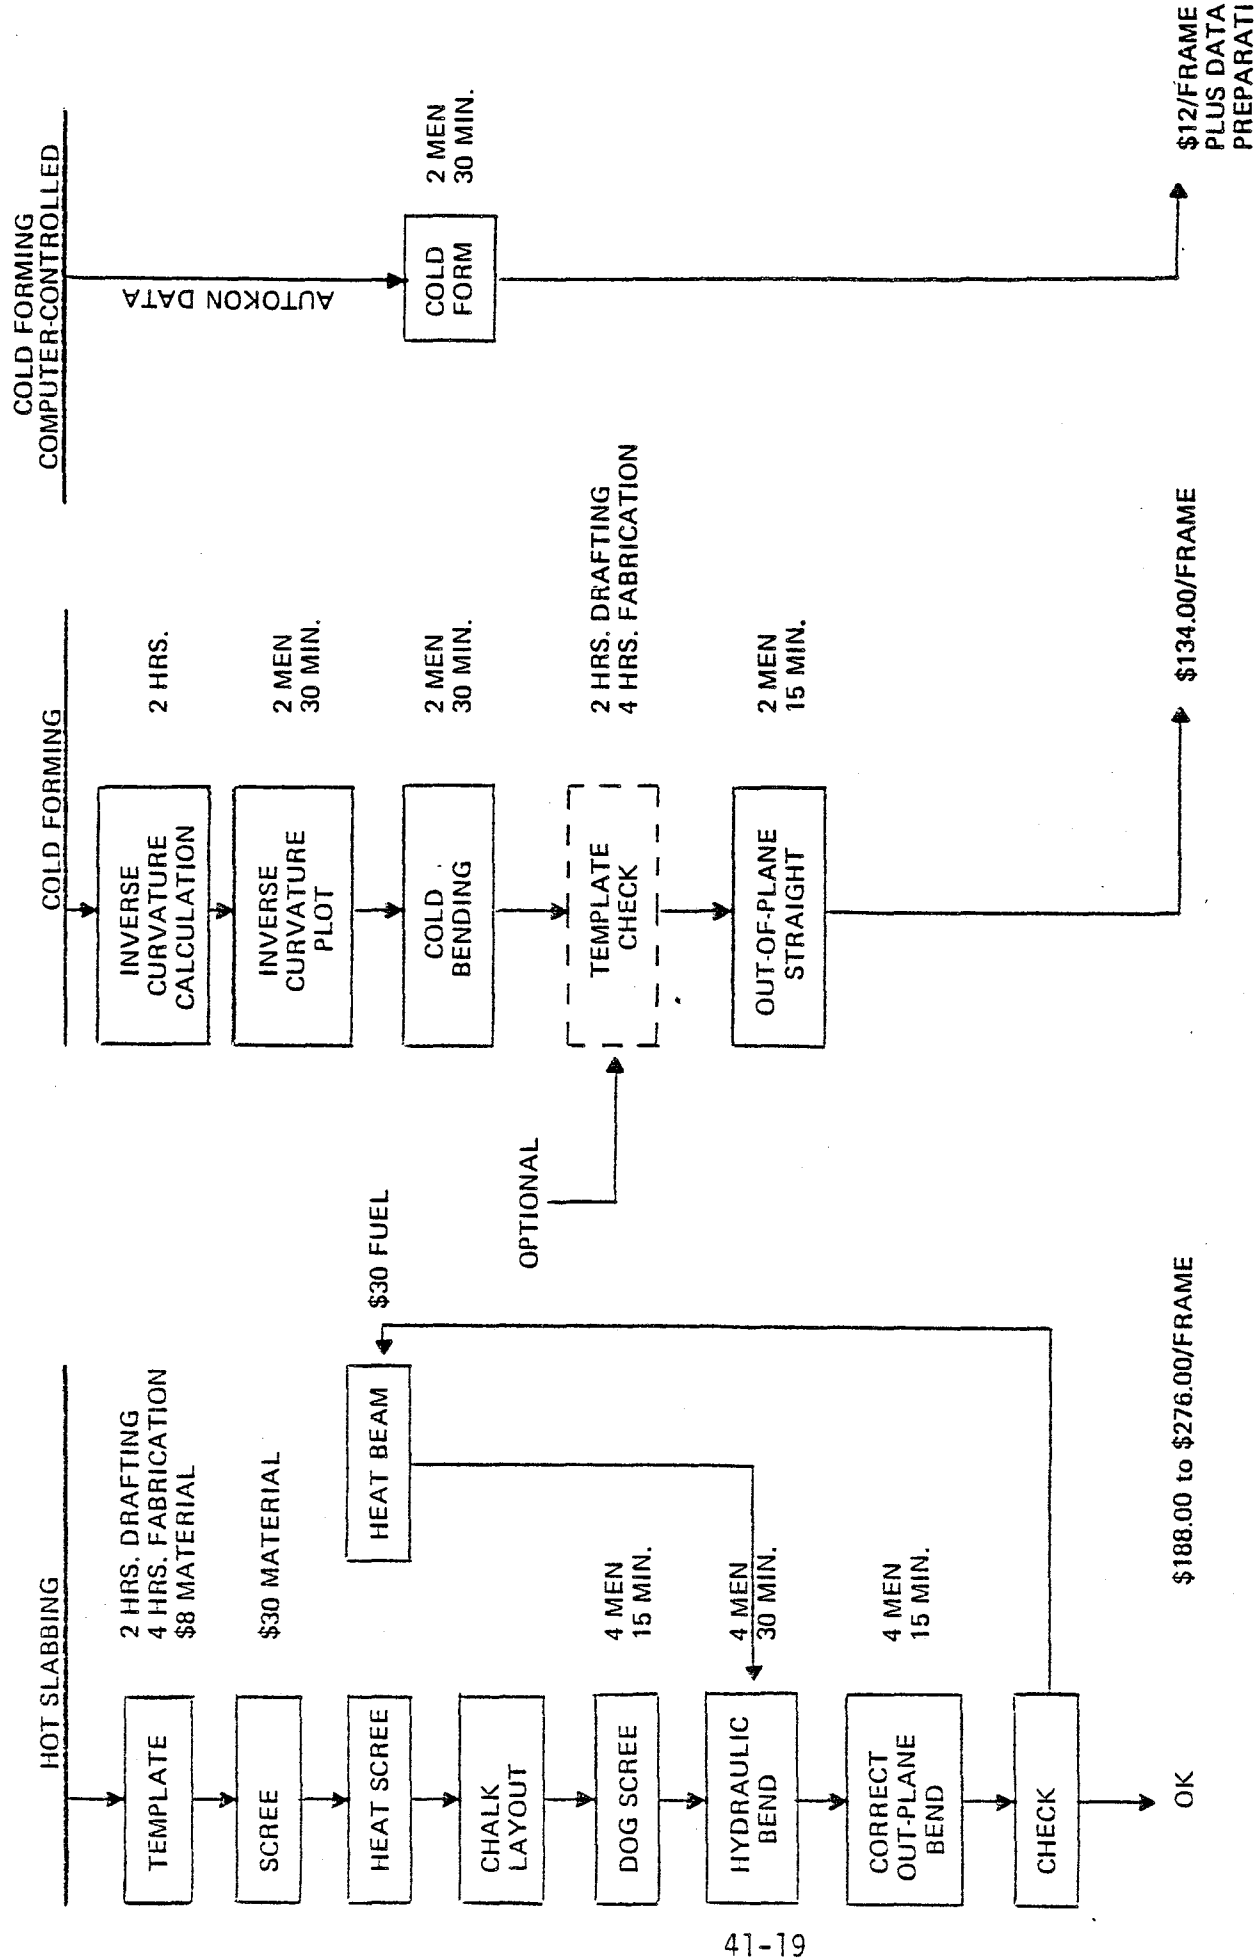 HOT SLABBING
TEMPLATE
2 HRS. DRAFTING
4 HRS. FABRICATION
$8 MATERIAL
SCREE
$30 MATERIAL
HEAT SCREE
HEAT BEAM
$30 FUEL
CHALK
LAYOUT
DOG SCREE
4 MEN
15 MIN.
HYDRAULIC
BEND
4 MEN
30 MIN.
CORRECT
OUT-PLANE
BEND
4 MEN
15 MIN.
CHECK
OK
$188.00 to $276.00/FRAME
COLD FORMING
INVERSE
CURVATURE
CALCULATION
2 HRS.
INVERSE
CURVATURE
PLOT
2 MEN
30 MIN.
COLD
BENDING
2 MEN
30 MIN.
OPTIONAL
TEMPLATE
CHECK
2 HRS. DRAFTING
4 HRS. FABRICATION
OUT-OF-PLANE
STRAIGHT
2 MEN
15 MIN.
$134.00/FRAME
COLD FORMING
COMPUTER-CONTROLLED
AUTOKON DATA
COLD
FORM
2 MEN
30 MIN.
$12/FRAME
PLUS DATA
PREPARATI
41-19